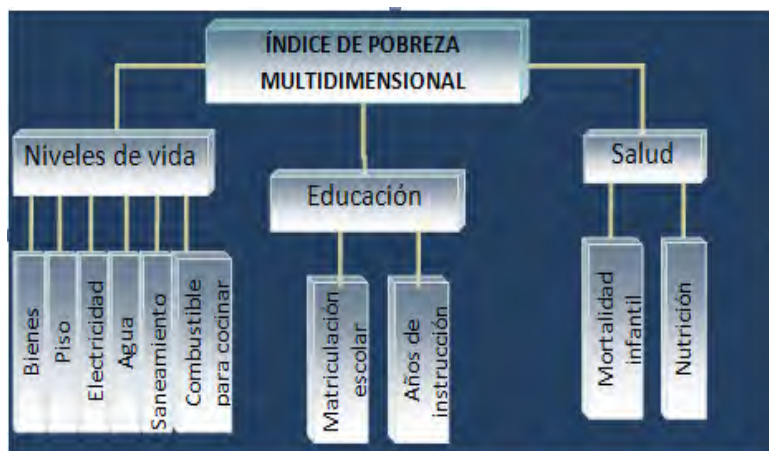 ÍNDICE DE POBREZA
MULTIDIMENSIONAL
Niveles de vida
Educación
Salud
Bienes
Piso
Electricidad
Agua
Saneamiento
Combustible
para cocinar
Matriculación
escolar
Años de
instrucción
Mortalidad
infantil
Nutrición